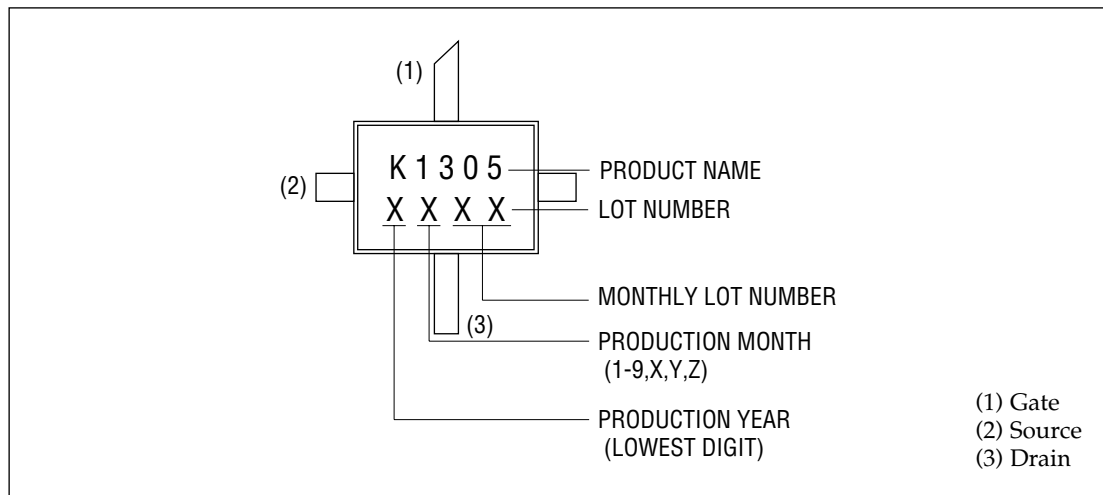 (1)
K1305
PRODUCT NAME
(2)
XXXX
LOT NUMBER
MONTHLY LOT NUMBER
(3)
PRODUCTION MONTH
(1-9,X,Y,Z)
PRODUCTION YEAR
(LOWEST DIGIT)
(1) Gate
(2) Source
(3) Drain